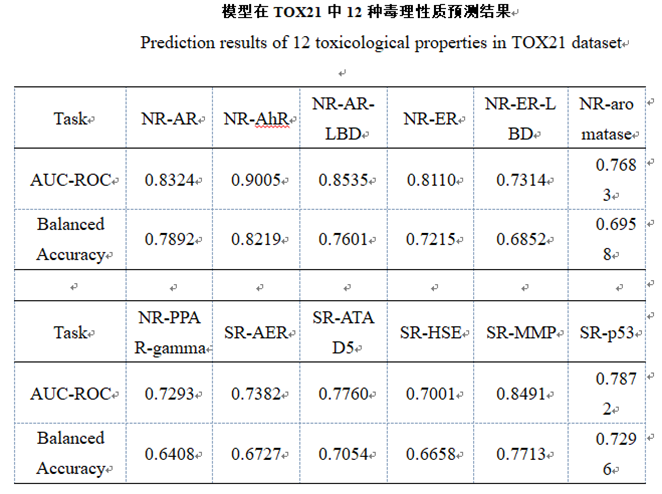 模型在 TOX21 中 12 种毒理性质预测结果
Prediction results of 12 toxicological properties in TOX21 dataset
Task NR-AR NR-AhR NR-AR-LBD NR-ER NR-ER-LBD NR-aromatase
AUC-ROC 0.8324 0.9005 0.8535 0.8110 0.7314 0.7683
Balanced Accuracy 0.7892 0.8219 0.7601 0.7215 0.6852 0.6958
Task NR-PPAR-gamma SR-AER SR-ATAD5 SR-HSE SR-MMP SR-p53
AUC-ROC 0.7293 0.7382 0.7760 0.7001 0.8491 0.7872
Balanced Accuracy 0.6408 0.6727 0.7054 0.6658 0.7713 0.7296